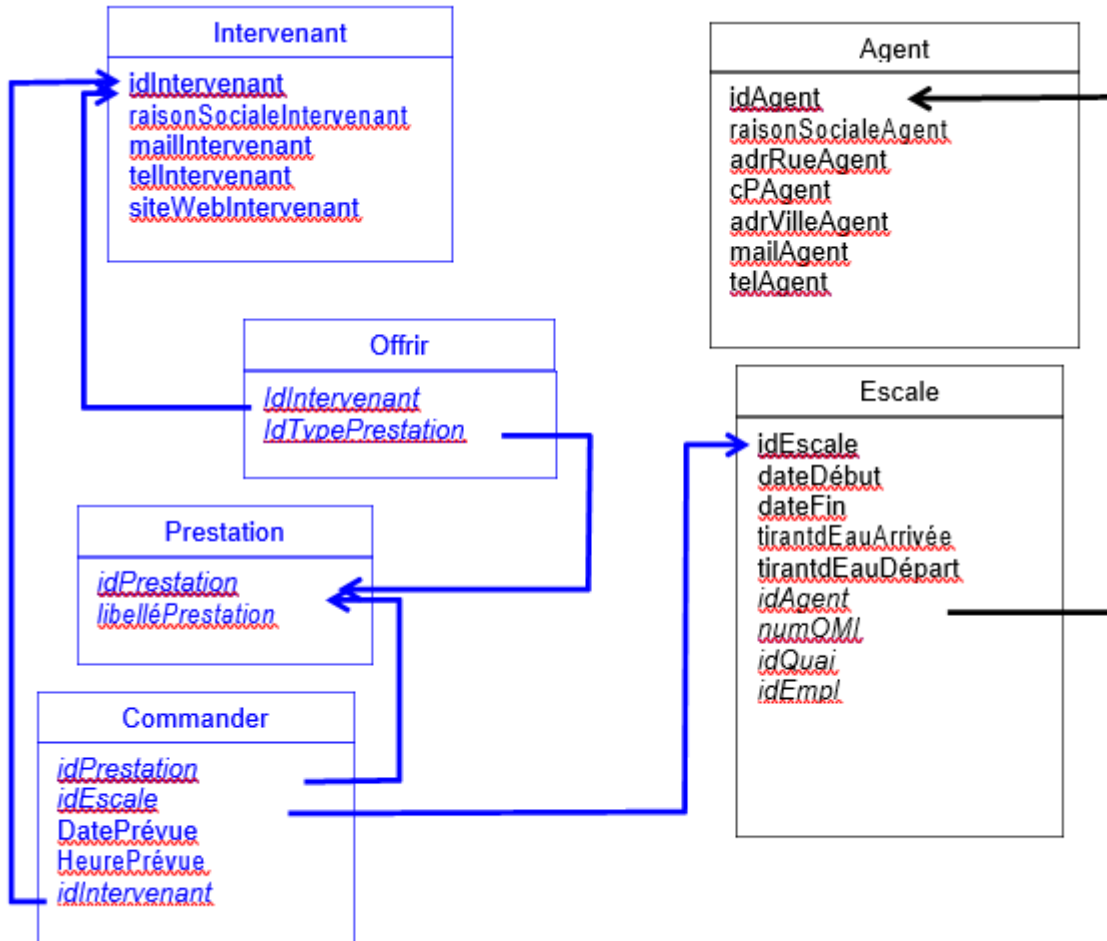 Intervenant
idIntervenant
raisonSocialeIntervenant
mailIntervenant
telIntervenant
siteWebIntervenant
Agent
idAgent
raisonSocialeAgent
adrRueAgent
cPAgent
adrVilleAgent
mailAgent
telAgent
Offrir
IdIntervenant
IdTypePrestation
Escale
idEscale
dateDébut
dateFin
tirantdEauArrivée
tirantdEauDépart
idAgent
numOMI
idQuai
idEmpl
Prestation
idPrestation
libelléPrestation
Commander
idPrestation
idEscale
DatePrévue
HeurePrévue
idIntervenant